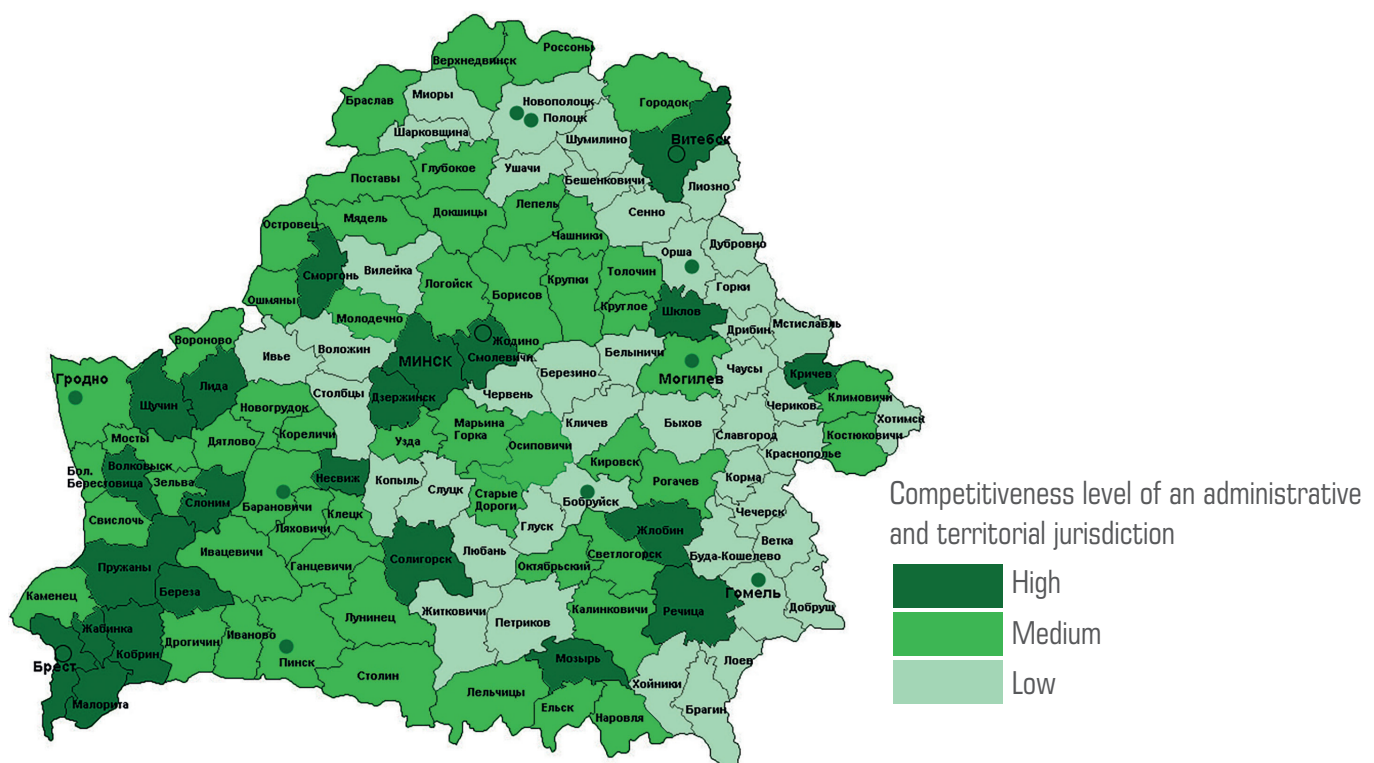 Россоны
Верхнедвинск
Миоры
Браслав
Новополоцк
Городок
Полоцк
Шарковщина
Шумилино
Витебск
Глубокое
Ушачи
Поставы
Бешенковичи
Лиозно
Лепель
Докшицы
Сенно
Мядель
Островец
Чашники
Дубровно
Орша
Сморгонь
Вилейка
Толочин
Крупки
Логойск
Горки
Борисов
Ошмяны
Круглое
Шклов
Молодечно
Мстиславль
Дрибин
Вороново
Жодино
Воложин
Белыничи
Ивье
Смолевичи
МИНСК
Чаусы
Березино
Кричев
Гродно
Могилев
Лида
Столбцы
Червень
Дзержинск
Климовичи
Щучин
Новогрудок
Чериков
Хотимск
Марьина
Горка
Кличев
Быхов
Кореличи
Славгород
Костюковичи
Мосты
Дятлово
Узда
Осиповичи
Краснополье
Волковыск
Кировск
Бол.
Берестовица
Зельва
Несвиж
Копыль
Рогачев
Корма
Слуцк
Старые
Дороги
Слоним
Барановичи
Бобруйск
Клецк
Чечерск
Свислочь
Ляховичи
Глуск
Жлобин
Ветка
Ивацевичи
Любань
Светлогорск
Буда-Кошелево
Солигорск
Ганцевичи
Октябрьский
Пружаны
Береза
Гомель
Каменец
Добруш
Житковичи
Калинковичи
Речица
Лунинец
Петриков
Жабинка
Иваново
Дрогичин
Кобрин
Пинск
Мозырь
Лоев
Брест
Столин
Хойники
Лельчицы
Малорита
Ельск
Брагин
Наровля
Competitiveness level of an administrative
and territorial jurisdiction
High
Medium
Low